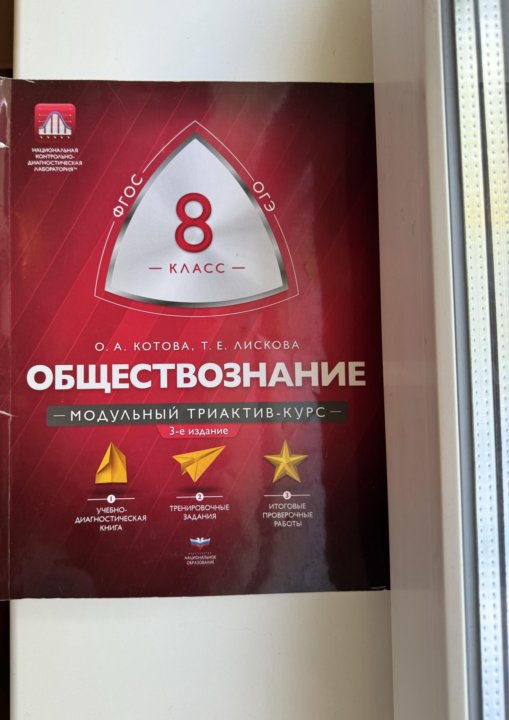 НАЦИОНАЛЬНАЯ
КОНТРОЛЬНО-
ДИАГНОСТИЧЕСКАЯ
ЛАБОРАТОРИЯ™
ФГОС
ОГЭ
8
— КЛАСС —
О. А. КОТОВА, Т. Е. ЛИСКОВА
ОБЩЕСТВОЗНАНИЕ
— МОДУЛЬНЫЙ ТРИАКТИВ-КУРС —
3-е издание
1
УЧЕБНО-
ДИАГНОСТИЧЕСКАЯ
КНИГА
2
ТРЕНИРОВОЧНЫЕ
ЗАДАНИЯ
3
ИТОГОВЫЕ
ПРОВЕРОЧНЫЕ
РАБОТЫ
НАЦИОНАЛЬНОЕ
ОБРАЗОВАНИЕ